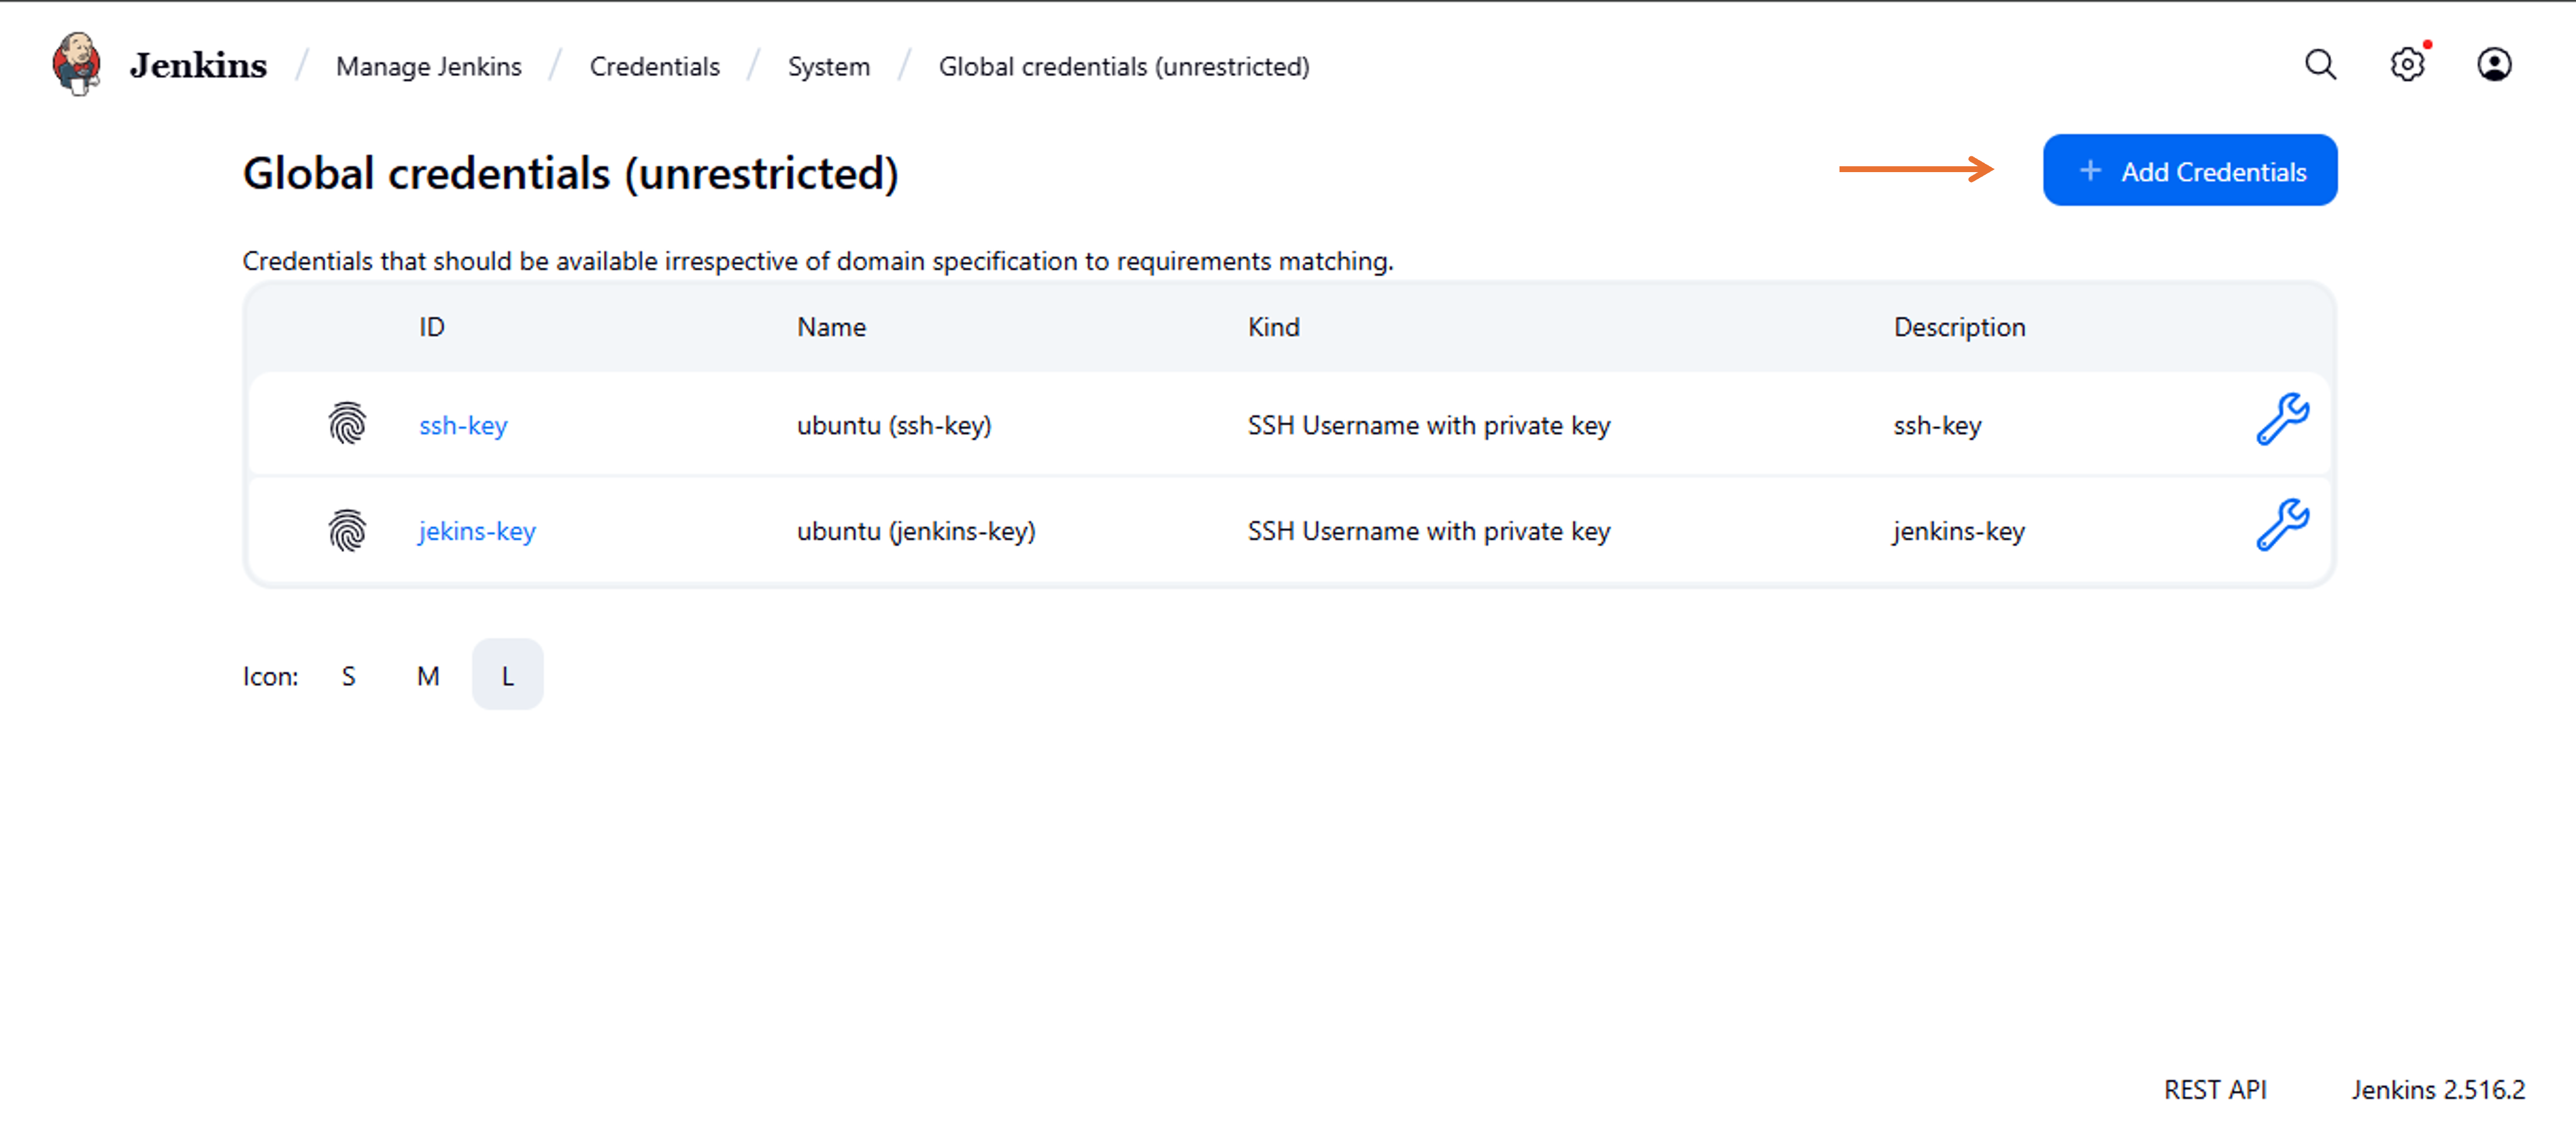 Jenkins / Manage Jenkins / Credentials / System / Global credentials (unrestricted)
Global credentials (unrestricted)
+ Add Credentials
Credentials that should be available irrespective of domain specification to requirements matching.
ID Name Kind Description
ssh-key ubuntu (ssh-key) SSH Username with private key ssh-key
jekins-key ubuntu (jenkins-key) SSH Username with private key jenkins-key
Icon: S M L
REST API Jenkins 2.516.2